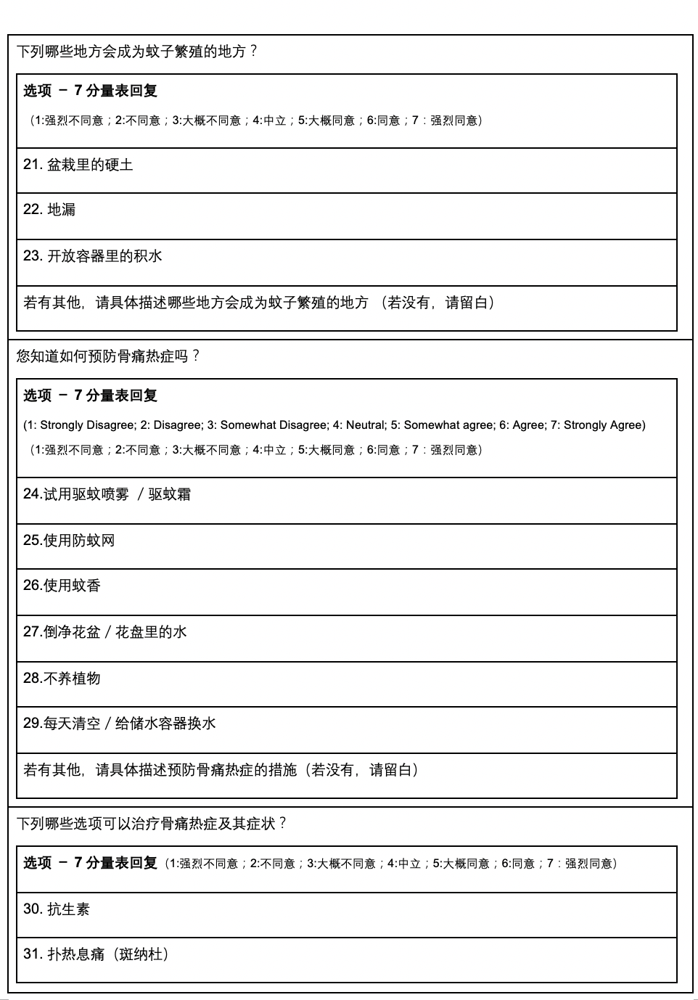 下列哪些地方会成为蚊子繁殖的地方？
选项 － 7 分量表回复
（1:强烈不同意；2:不同意；3:大概不同意；4:中立；5:大概同意；6:同意；7：强烈同意）
21. 盆栽里的硬土
22. 地漏
23. 开放容器里的积水
若有其他，请具体描述哪些地方会成为蚊子繁殖的地方 （若没有，请留白）
您知道如何预防骨痛热症吗？
选项 － 7 分量表回复
(1: Strongly Disagree; 2: Disagree; 3: Somewhat Disagree; 4: Neutral; 5: Somewhat agree; 6: Agree; 7: Strongly Agree)
（1:强烈不同意；2:不同意；3:大概不同意；4:中立；5:大概同意；6:同意；7：强烈同意）
24.试用驱蚊喷雾 ／驱蚊霜
25.使用防蚊网
26.使用蚊香
27.倒净花盆／花盘里的水
28.不养植物
29.每天清空／给储水容器换水
若有其他，请具体描述预防骨痛热症的措施（若没有，请留白）
下列哪些选项可以治疗骨痛热症及其症状？
选项 － 7 分量表回复（1:强烈不同意；2:不同意；3:大概不同意；4:中立；5:大概同意；6:同意；7：强烈同意）
30. 抗生素
31. 扑热息痛（斑纳杜）